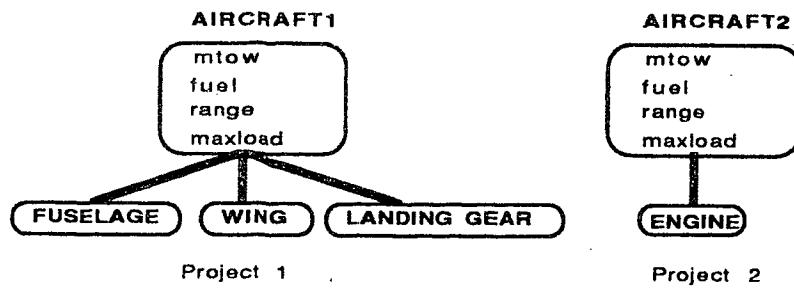 AIRCRAFT1
mtow
fuel
range
maxload
FUSELAGE
WING
LANDING GEAR
Project 1
AIRCRAFT2
mtow
fuel
range
maxload
ENGINE
Project 2